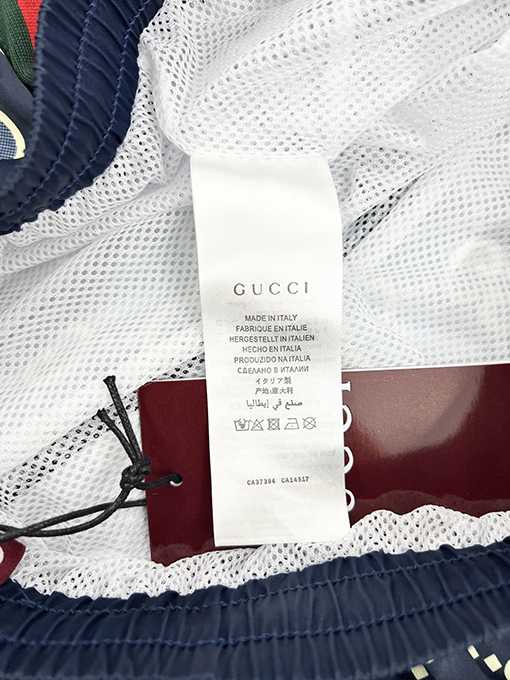 GUCCI
MADE IN ITALY
FABRIQUE EN ITALIE
HERGESTELLT IN ITALIEN
HECHO EN ITALIA
PRODUZIDO NA ITALIA
СДЕЛАНО В ИТАЛИИ
イタリア製
产地:意大利
صنع في إيطاليا
CA37394 CA14517